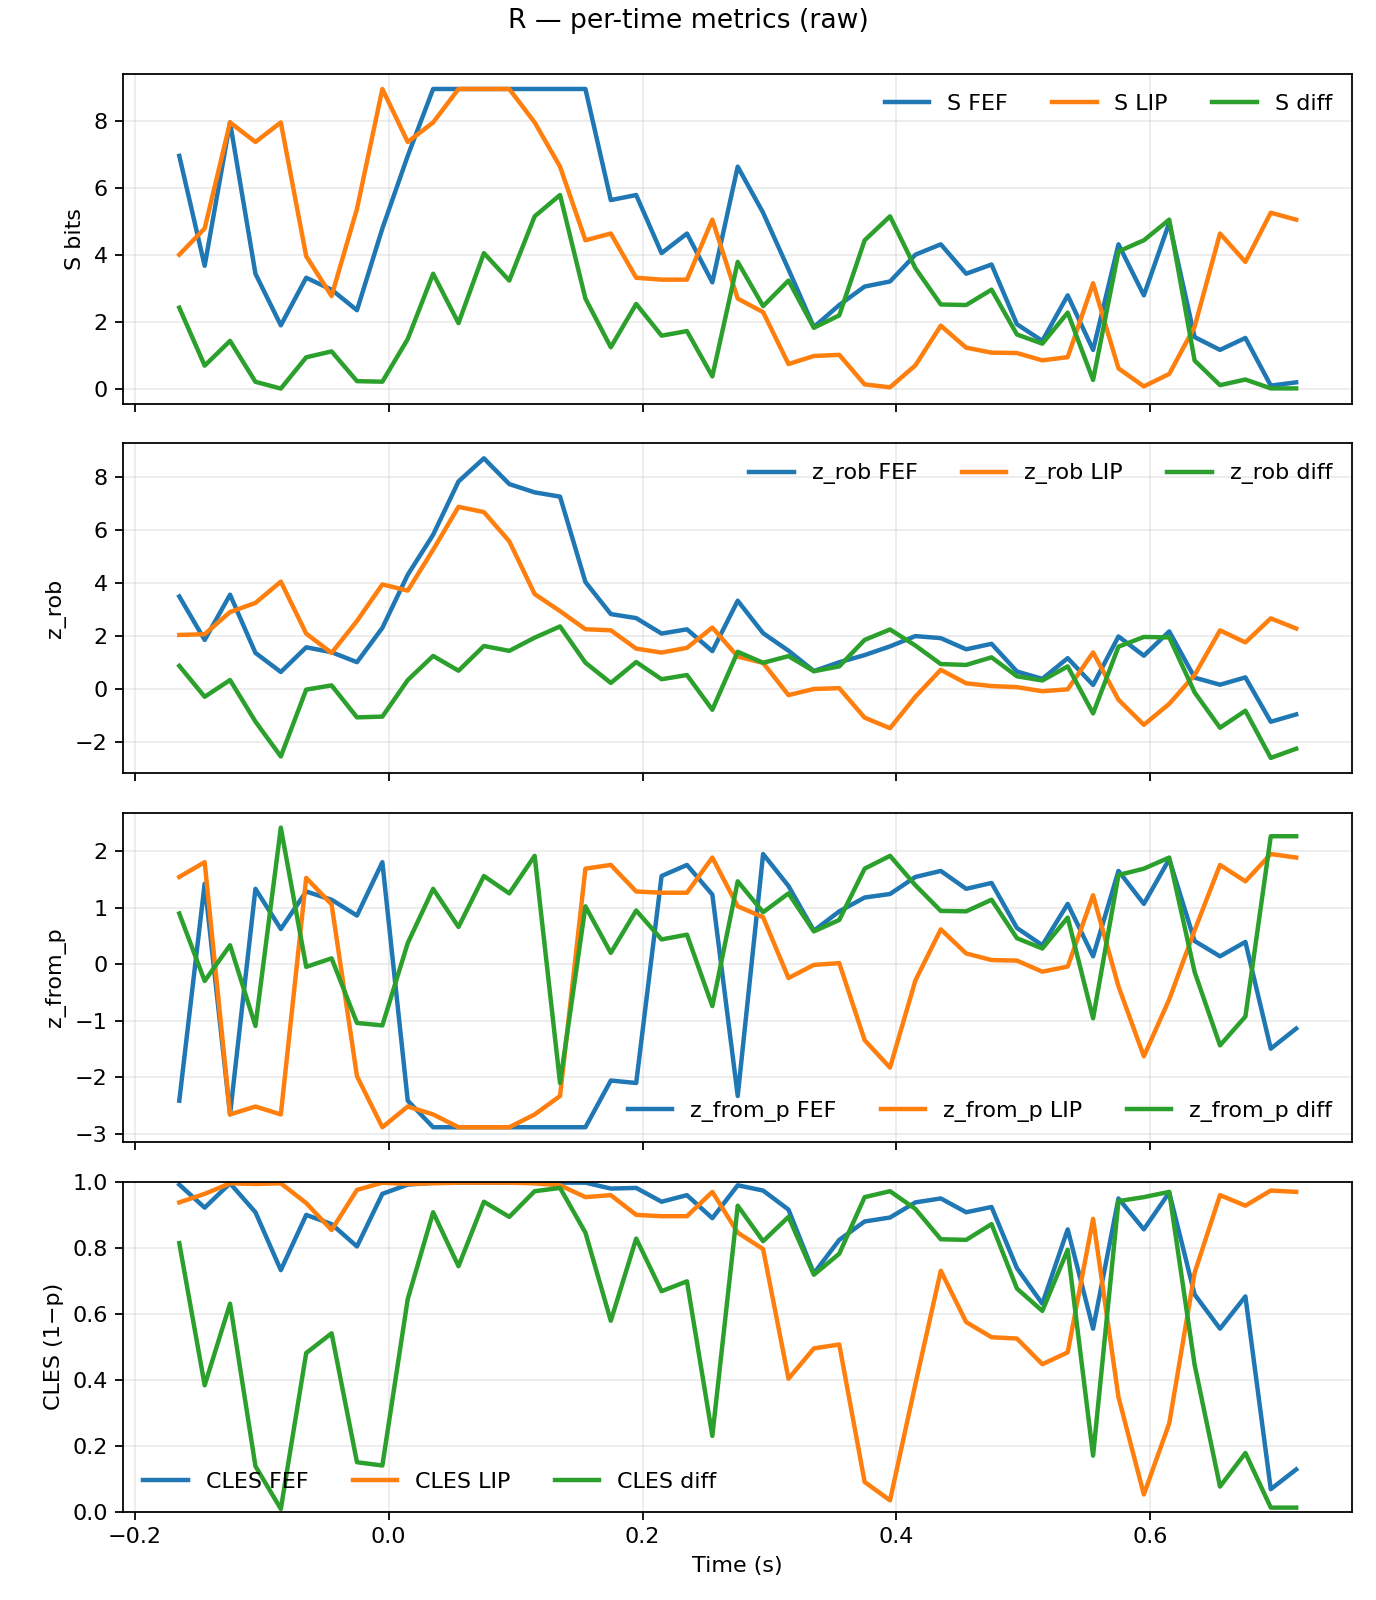 R — per-time metrics (raw)
S FEF S LIP S diff
8
6
4
2
0
S bits
z_rob FEF z_rob LIP z_rob diff
8
6
4
2
0
−2
z_rob
2
1
0
−1
−2
−3
z_from_p
z_from_p FEF z_from_p LIP z_from_p diff
1.0
0.8
0.6
0.4
0.2
0.0
CLES (1−p)
CLES FEF CLES LIP CLES diff
−0.2 0.0 0.2 0.4 0.6
Time (s)